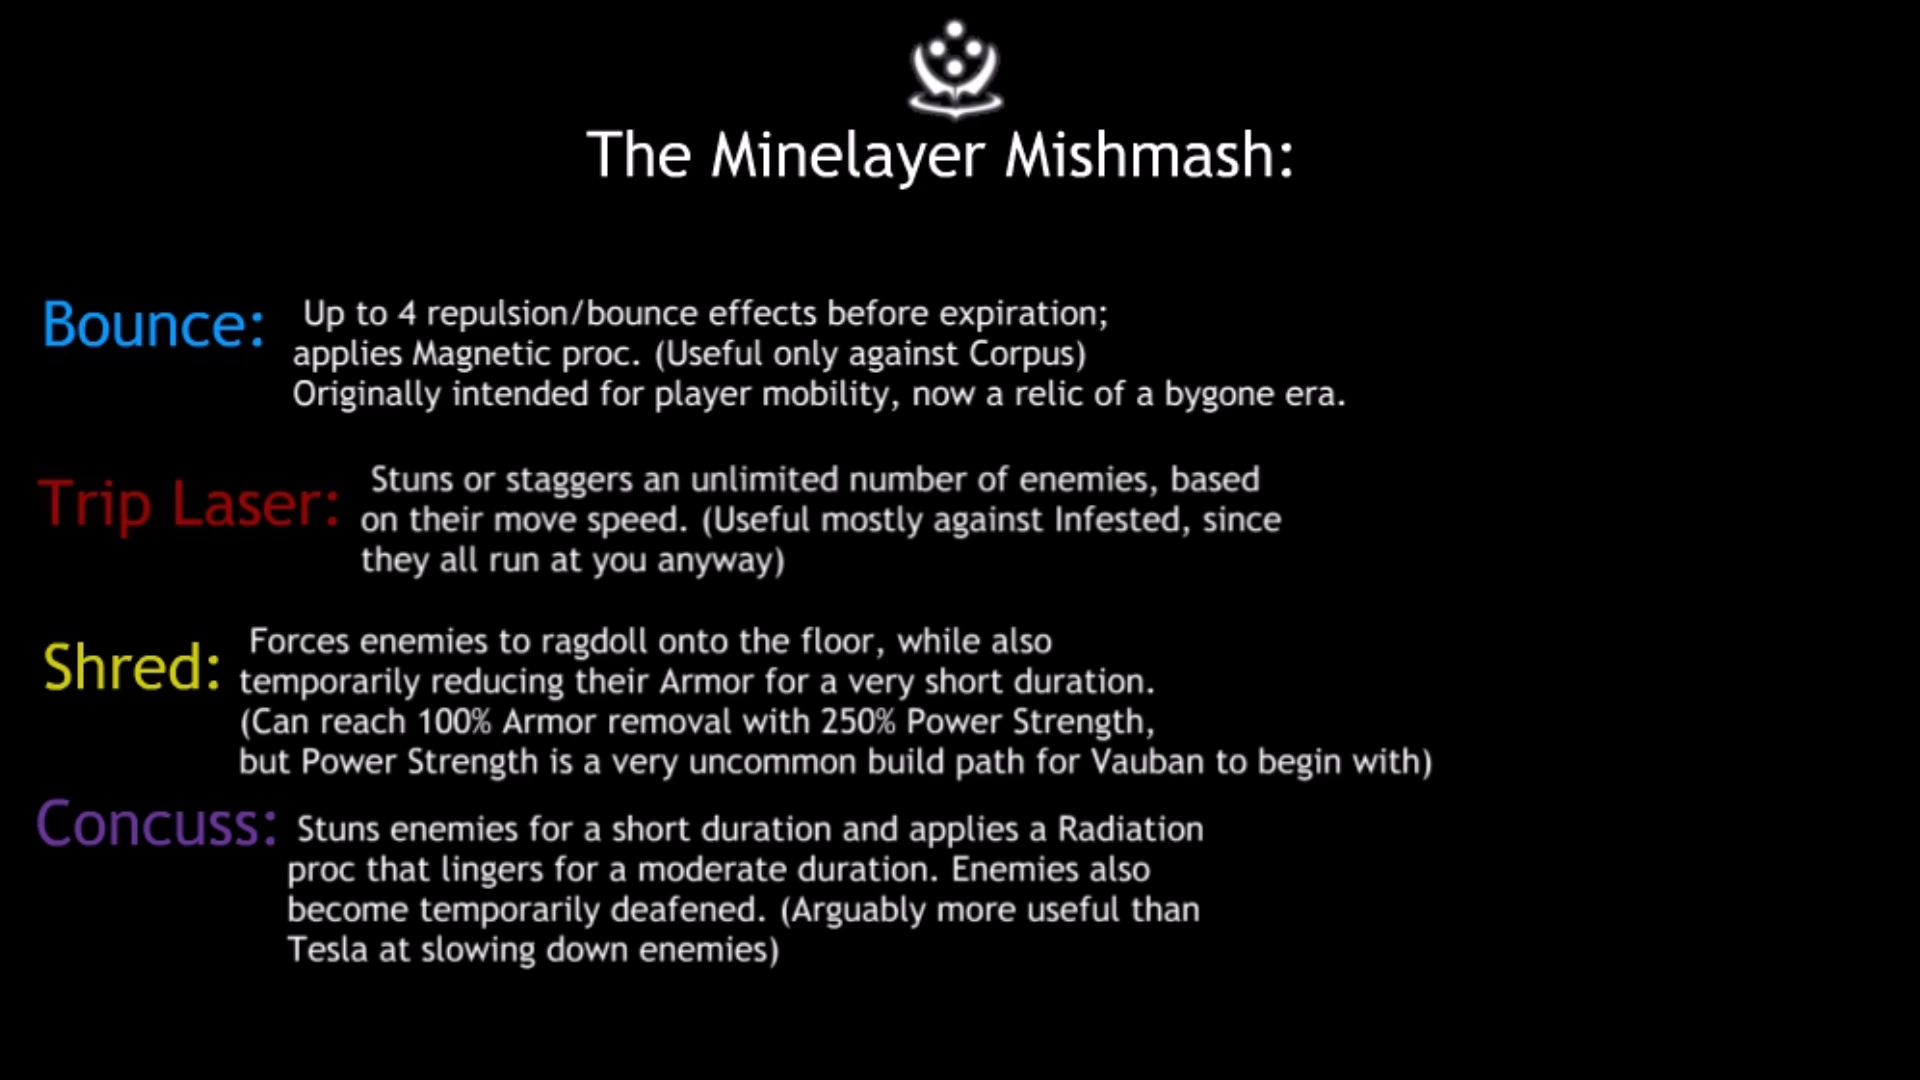 The Minelayer Mishmash:
Bounce: Up to 4 repulsion/bounce effects before expiration;
applies Magnetic proc. (Useful only against Corpus)
Originally intended for player mobility, now a relic of a bygone era.
Trip Laser: Stuns or staggers an unlimited number of enemies, based
on their move speed. (Useful mostly against Infested, since
they all run at you anyway)
Shred: Forces enemies to ragdoll onto the floor, while also
temporarily reducing their Armor for a very short duration.
(Can reach 100% Armor removal with 250% Power Strength,
but Power Strength is a very uncommon build path for Vauban to begin with)
Concuss: Stuns enemies for a short duration and applies a Radiation
proc that lingers for a moderate duration. Enemies also
become temporarily deafened. (Arguably more useful than
Tesla at slowing down enemies)